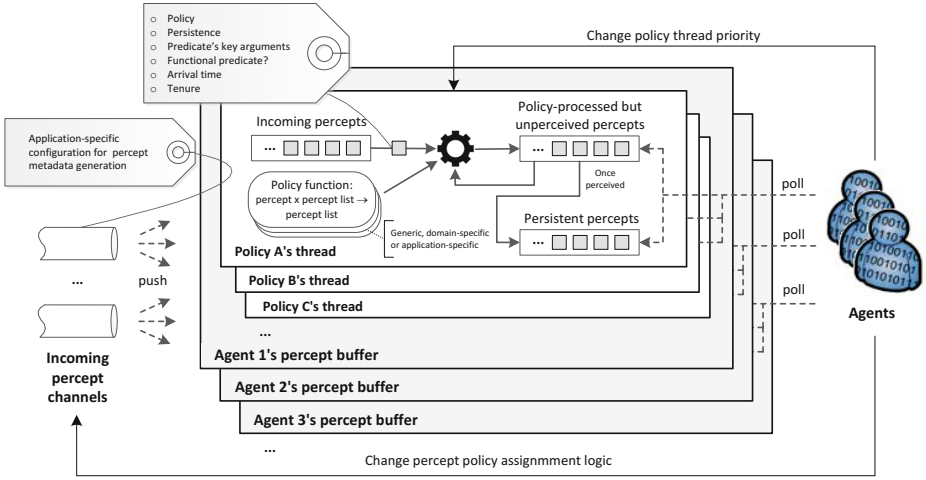 ○ Policy
○ Persistence
○ Predicate's key arguments
○ Functional predicate?
○ Arrival time
○ Tenure
Change policy thread priority
Application-specific
configuration for percept
metadata generation
Incoming percepts
...
Policy-processed but
unperceived percepts
...
Policy function:
percept x percept list →
percept list
Once
perceived
Generic, domain-specific
or application-specific
Persistent percepts
...
Policy A's thread
Policy B's thread
Policy C's thread
...
Agent 1's percept buffer
Agent 2's percept buffer
Agent 3's percept buffer
...
...
push
Incoming
percept
channels
poll
poll
poll
Agents
Change percept policy assignmment logic